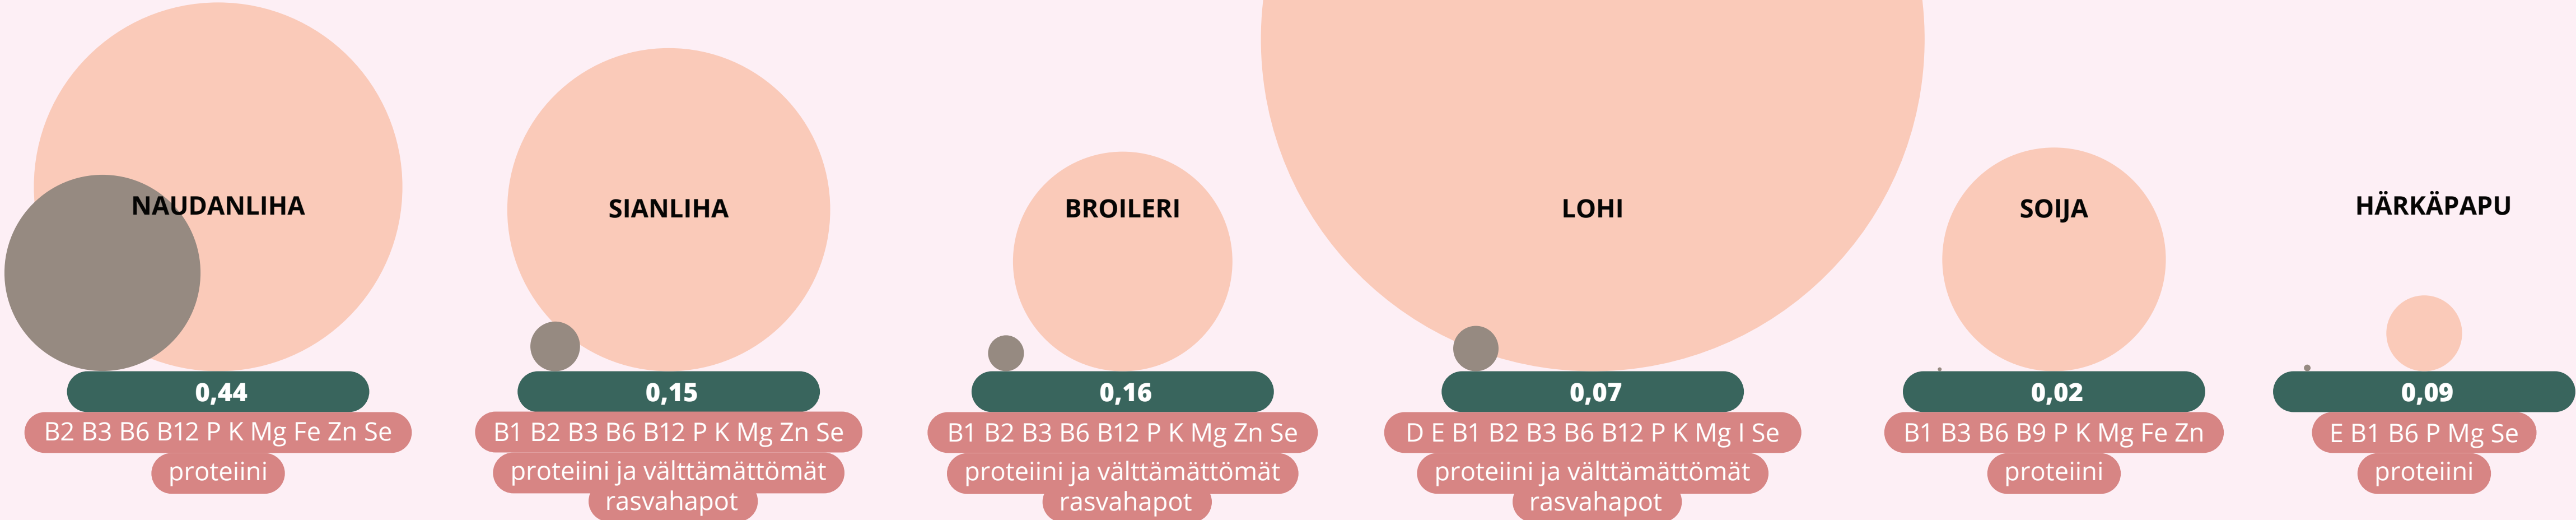 NAUDANLIHA
0,44
B2 B3 B6 B12 P K Mg Fe Zn Se
proteiini
SIANLIHA
0,15
B1 B2 B3 B6 B12 P K Mg Zn Se
proteiini ja välttämättömät
rasvahapot
BROILERI
0,16
B1 B2 B3 B6 B12 P K Mg Zn Se
proteiini ja välttämättömät
rasvahapot
LOHI
0,07
D E B1 B2 B3 B6 B12 P K Mg I Se
proteiini ja välttämättömät
rasvahapot
SOIJA
0,02
B1 B3 B6 B9 P K Mg Fe Zn
proteiini
HÄRKÄPAPU
0,09
E B1 B6 P Mg Se
proteiini